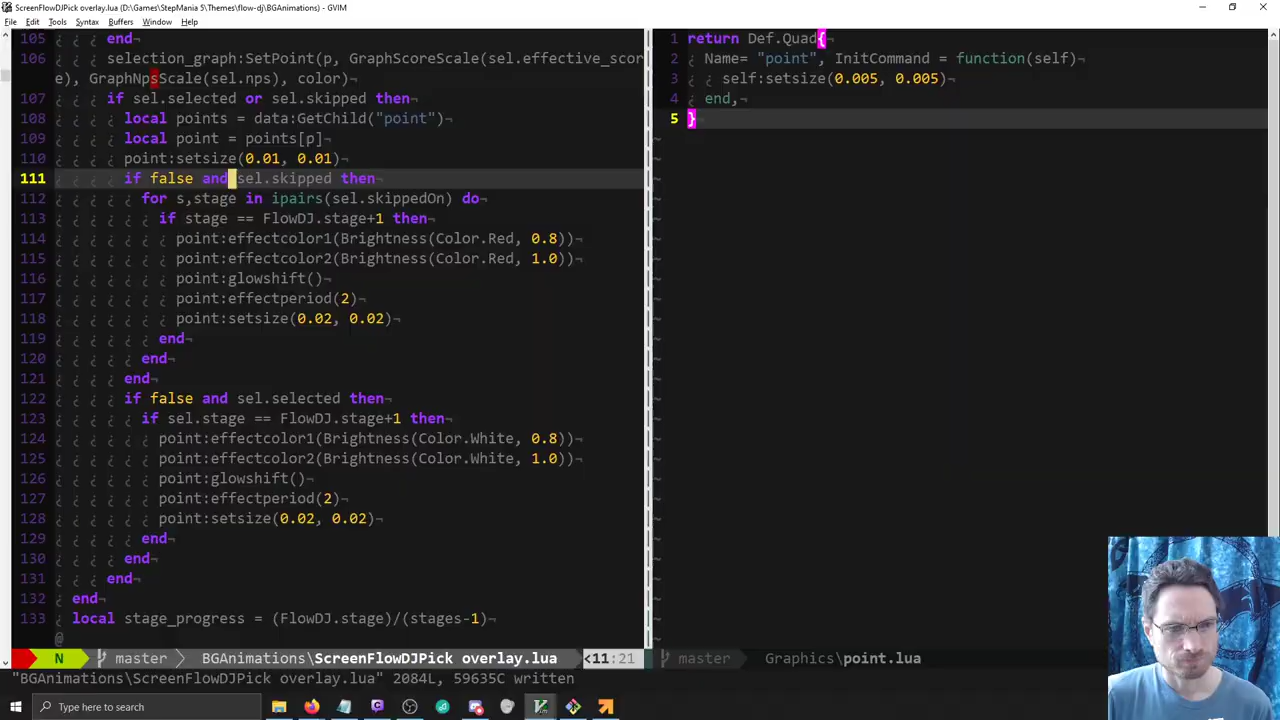 ScreenFlowDJPick overlay.lua (D:\Games\StepMania 5\Themes\flow-dj\BGAnimations) - GVIM
File Edit Tools Syntax Buffers Window Help
105 ¿ ¿ ¿ end¬
106 ¿ ¿ ¿ selection_graph:SetPoint(p, GraphScoreScale(sel.effective_scor
e), GraphNpsScale(sel.nps), color)¬
107 ¿ ¿ ¿ if sel.selected or sel.skipped then¬
108 ¿ ¿ ¿ ¿ local points = data:GetChild("point")¬
109 ¿ ¿ ¿ ¿ local point = points[p]¬
110 ¿ ¿ ¿ ¿ point:setsize(0.01, 0.01)¬
111 ¿ ¿ ¿ ¿ if false and sel.skipped then¬
112 ¿ ¿ ¿ ¿ ¿ for s,stage in ipairs(sel.skippedOn) do¬
113 ¿ ¿ ¿ ¿ ¿ ¿ if stage == FlowDJ.stage+1 then¬
114 ¿ ¿ ¿ ¿ ¿ ¿ ¿ point:effectcolor1(Brightness(Color.Red, 0.8))¬
115 ¿ ¿ ¿ ¿ ¿ ¿ ¿ point:effectcolor2(Brightness(Color.Red, 1.0))¬
116 ¿ ¿ ¿ ¿ ¿ ¿ ¿ point:glowshift()¬
117 ¿ ¿ ¿ ¿ ¿ ¿ ¿ point:effectperiod(2)¬
118 ¿ ¿ ¿ ¿ ¿ ¿ ¿ point:setsize(0.02, 0.02)¬
119 ¿ ¿ ¿ ¿ ¿ ¿ end¬
120 ¿ ¿ ¿ ¿ ¿ end¬
121 ¿ ¿ ¿ ¿ end¬
122 ¿ ¿ ¿ ¿ if false and sel.selected then¬
123 ¿ ¿ ¿ ¿ ¿ if sel.stage == FlowDJ.stage+1 then¬
124 ¿ ¿ ¿ ¿ ¿ ¿ point:effectcolor1(Brightness(Color.White, 0.8))¬
125 ¿ ¿ ¿ ¿ ¿ ¿ point:effectcolor2(Brightness(Color.White, 1.0))¬
126 ¿ ¿ ¿ ¿ ¿ ¿ point:glowshift()¬
127 ¿ ¿ ¿ ¿ ¿ ¿ point:effectperiod(2)¬
128 ¿ ¿ ¿ ¿ ¿ ¿ point:setsize(0.02, 0.02)¬
129 ¿ ¿ ¿ ¿ ¿ end¬
130 ¿ ¿ ¿ ¿ end¬
131 ¿ ¿ ¿ end¬
132 ¿ end¬
133 ¿ local stage_progress = (FlowDJ.stage)/(stages-1)¬
@
N master BGAnimations\ScreenFlowDJPick overlay.lua <11:21
"BGAnimations\ScreenFlowDJPick overlay.lua" 2084L, 59635C written
1 return Def.Quad{¬
2 ¿ Name= "point", InitCommand = function(self)¬
3 ¿ ¿ self:setsize(0.005, 0.005)¬
4 ¿ end,¬
5 }¬
master Graphics\point.lua
Type here to search